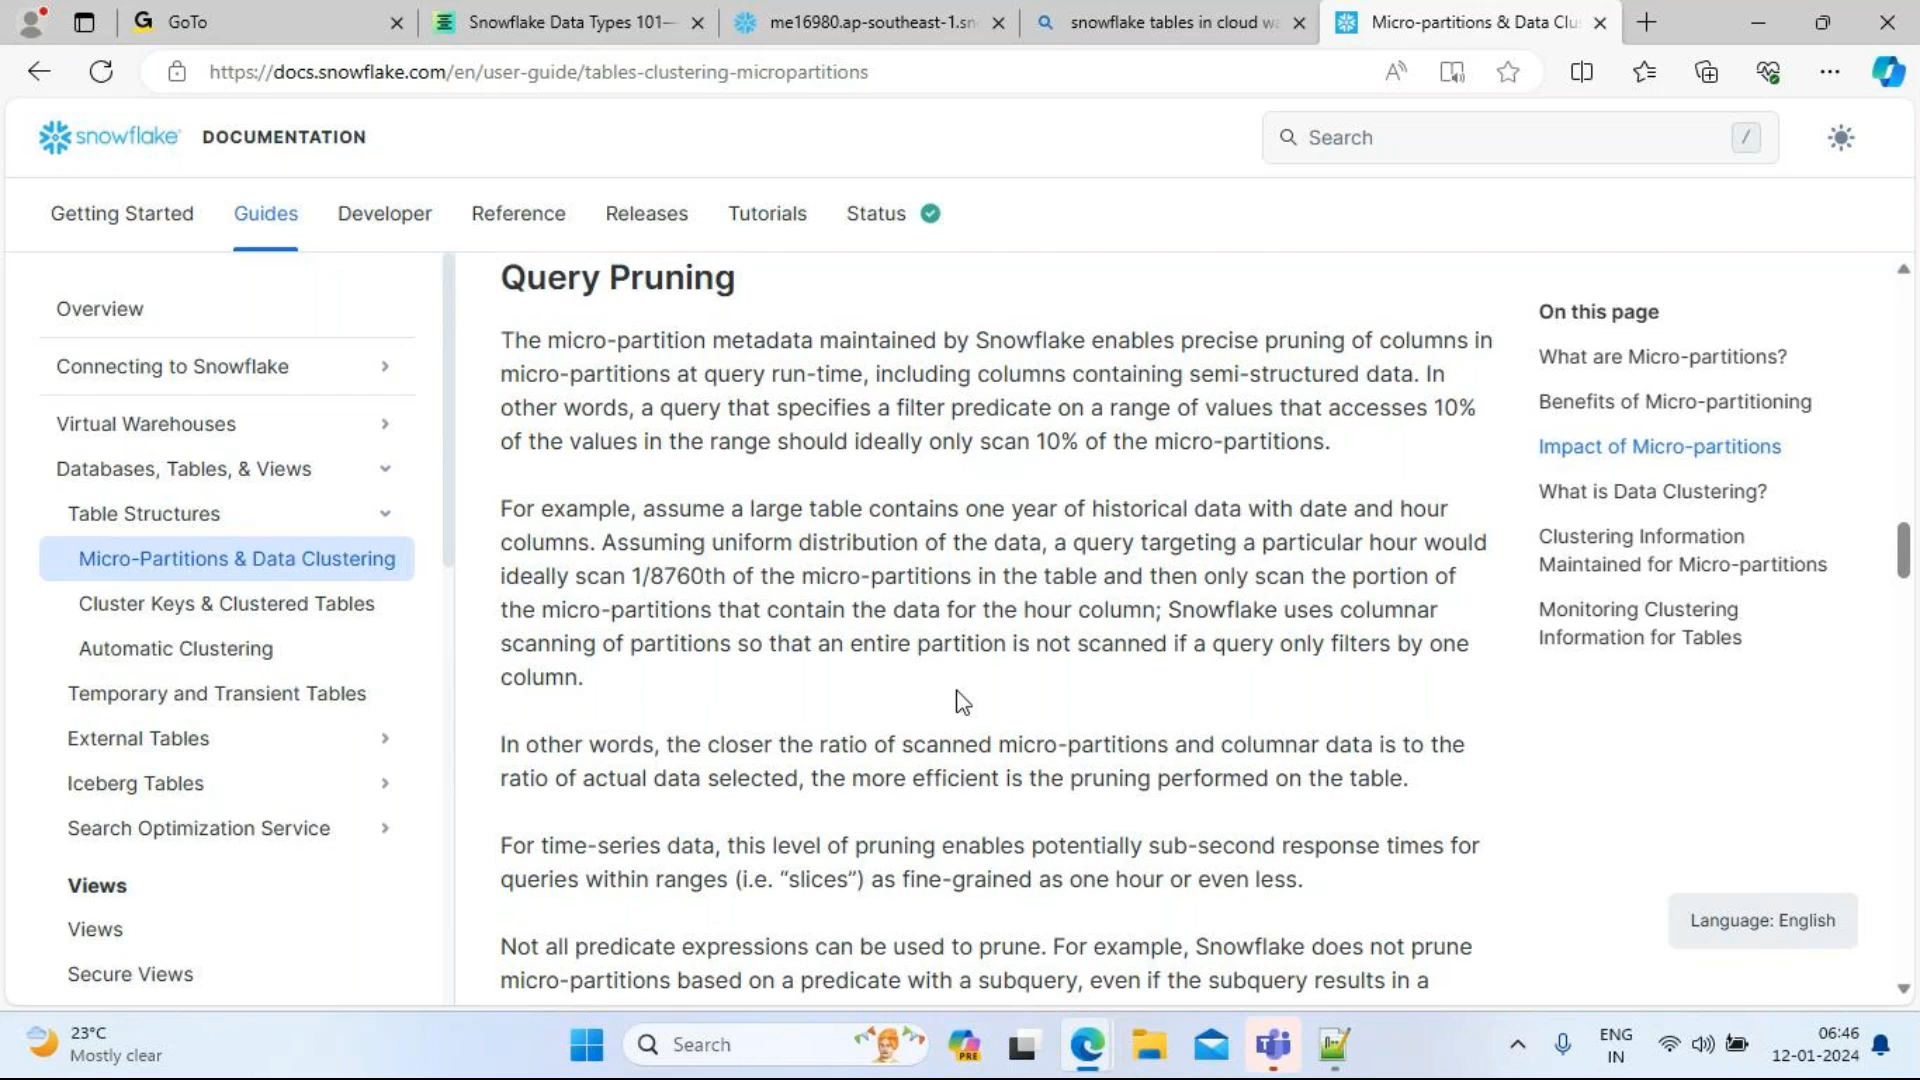 GoTo
Snowflake Data Types 101—
me16980.ap-southeast-1.sn
snowflake tables in cloud wa
Micro-partitions & Data Clu
https://docs.snowflake.com/en/user-guide/tables-clustering-micropartitions
snowflake DOCUMENTATION
Search /
Getting Started Guides Developer Reference Releases Tutorials Status
Overview
Connecting to Snowflake
Virtual Warehouses
Databases, Tables, & Views
Table Structures
Micro-Partitions & Data Clustering
Cluster Keys & Clustered Tables
Automatic Clustering
Temporary and Transient Tables
External Tables
Iceberg Tables
Search Optimization Service
Views
Views
Secure Views
Query Pruning
The micro-partition metadata maintained by Snowflake enables precise pruning of columns in
micro-partitions at query run-time, including columns containing semi-structured data. In
other words, a query that specifies a filter predicate on a range of values that accesses 10%
of the values in the range should ideally only scan 10% of the micro-partitions.
For example, assume a large table contains one year of historical data with date and hour
columns. Assuming uniform distribution of the data, a query targeting a particular hour would
ideally scan 1/8760th of the micro-partitions in the table and then only scan the portion of
the micro-partitions that contain the data for the hour column; Snowflake uses columnar
scanning of partitions so that an entire partition is not scanned if a query only filters by one
column.
In other words, the closer the ratio of scanned micro-partitions and columnar data is to the
ratio of actual data selected, the more efficient is the pruning performed on the table.
For time-series data, this level of pruning enables potentially sub-second response times for
queries within ranges (i.e. “slices”) as fine-grained as one hour or even less.
Not all predicate expressions can be used to prune. For example, Snowflake does not prune
micro-partitions based on a predicate with a subquery, even if the subquery results in a
On this page
What are Micro-partitions?
Benefits of Micro-partitioning
Impact of Micro-partitions
What is Data Clustering?
Clustering Information
Maintained for Micro-partitions
Monitoring Clustering
Information for Tables
Language: English
23°C
Mostly clear
Search
PRE
ENG
IN
06:46
12-01-2024